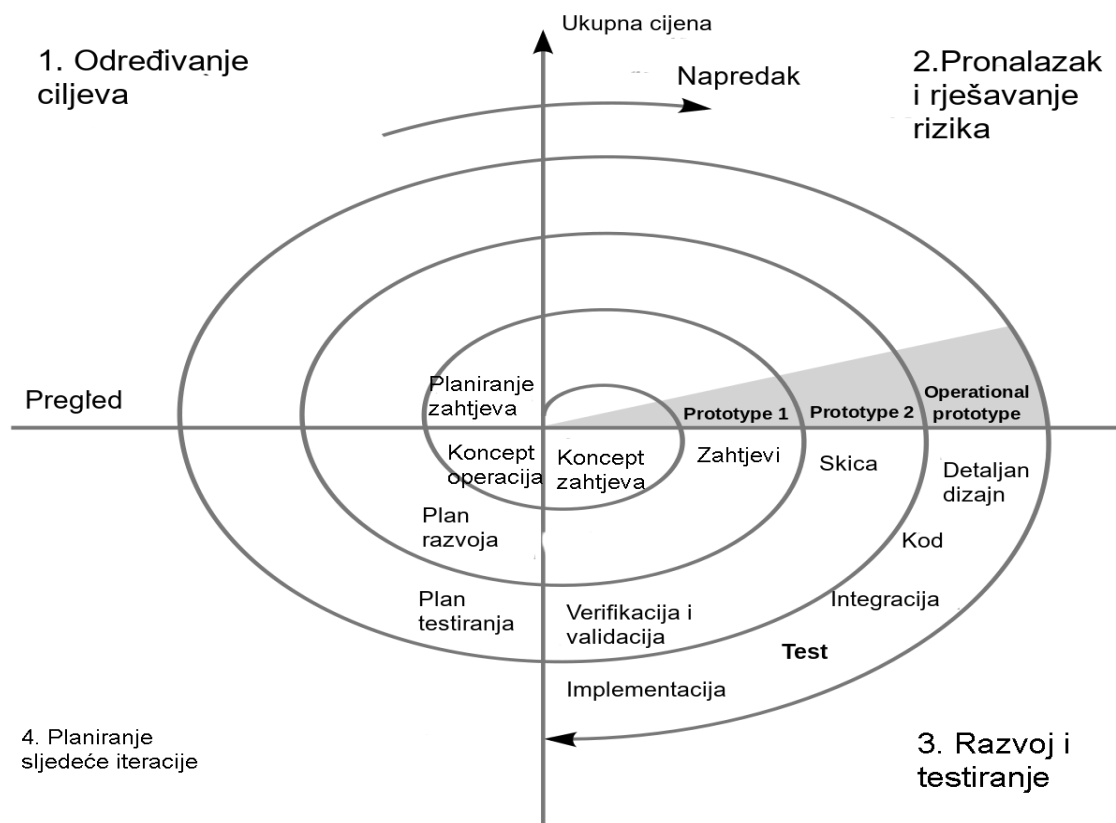 Ukupna cijena
1. Određivanje
ciljeva
Napredak
2.Pronalazak
i rješavanje
rizika
Pregled
Planiranje
zahtjeva
Prototype 1
Prototype 2
Operational
prototype
Koncept
operacija
Koncept
zahtjeva
Zahtjevi
Skica
Detaljan
dizajn
Plan
razvoja
Kod
Plan
testiranja
Verifikacija i
validacija
Integracija
Test
Implementacija
4. Planiranje
sljedeće iteracije
3. Razvoj i
testiranje